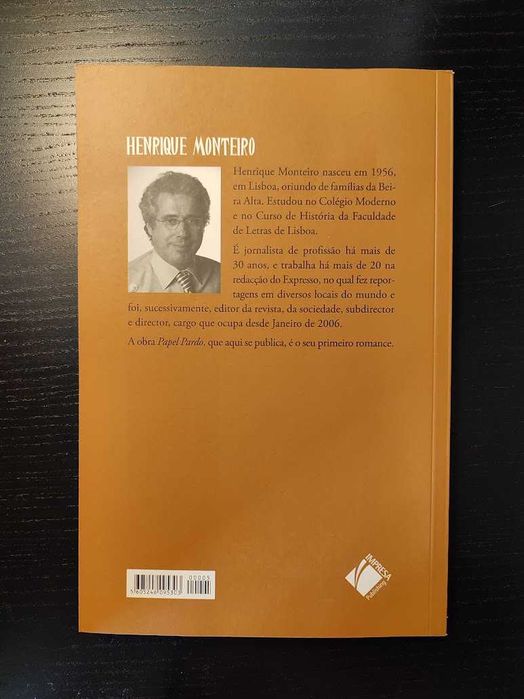 HENRIQUE MONTEIRO
Henrique Monteiro nasceu em 1956,
em Lisboa, oriundo de famílias da Bei-
ra Alta. Estudou no Colégio Moderno
e no Curso de História da Faculdade
de Letras de Lisboa.
É jornalista de profissão há mais de
30 anos, e trabalha há mais de 20 na
redacção do Expresso, no qual fez repor-
tagens em diversos locais do mundo e
foi, sucessivamente, editor da revista, da sociedade, subdirector
e director, cargo que ocupa desde Janeiro de 2006.
A obra Papel Pardo, que aqui se publica, é o seu primeiro romance.
00005
5605246095303
IMPRESA
Publishing